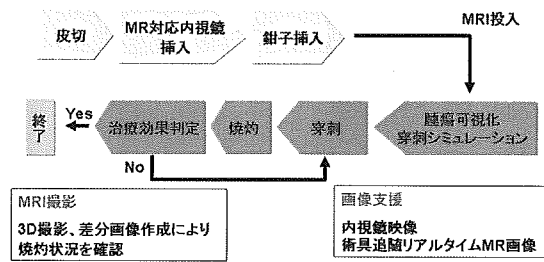 皮切
MR対応内視鏡
挿入
鉗子挿入
MRI投入
腫瘍可視化
穿刺シミュレーション
穿刺
焼灼
治療効果判定
Yes
終了
No
MRI撮影
3D撮影、差分画像作成により
焼灼状況を確認
画像支援
内視鏡映像
術具追随リアルタイムMR画像